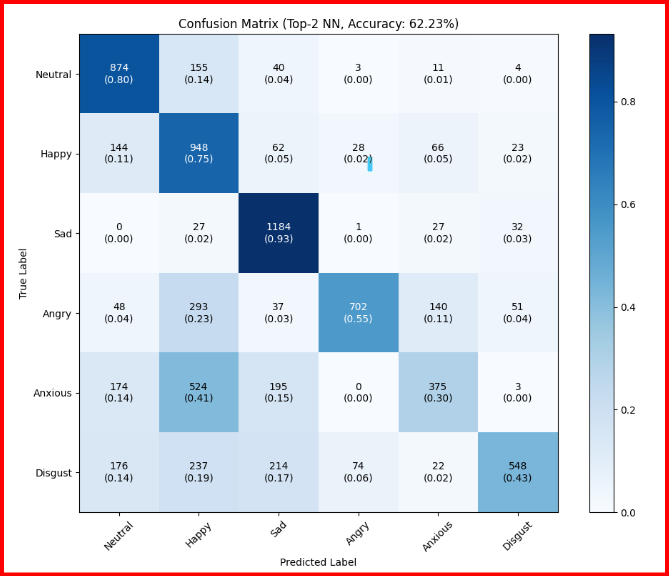 Confusion Matrix (Top-2 NN, Accuracy: 62.23%)
True Label
Neutral 874 155 40 3 11 4
(0.80) (0.14) (0.04) (0.00) (0.01) (0.00)
Happy 144 948 62 28 66 23
(0.11) (0.75) (0.05) (0.02) (0.05) (0.02)
Sad 0 27 1184 1 27 32
(0.00) (0.02) (0.93) (0.00) (0.02) (0.03)
Angry 48 293 37 702 140 51
(0.04) (0.23) (0.03) (0.55) (0.11) (0.04)
Anxious 174 524 195 0 375 3
(0.14) (0.41) (0.15) (0.00) (0.30) (0.00)
Disgust 176 237 214 74 22 548
(0.14) (0.19) (0.17) (0.06) (0.02) (0.43)
Neutral Happy Sad Angry Anxious Disgust
Predicted Label
0.8
0.6
0.4
0.2
0.0